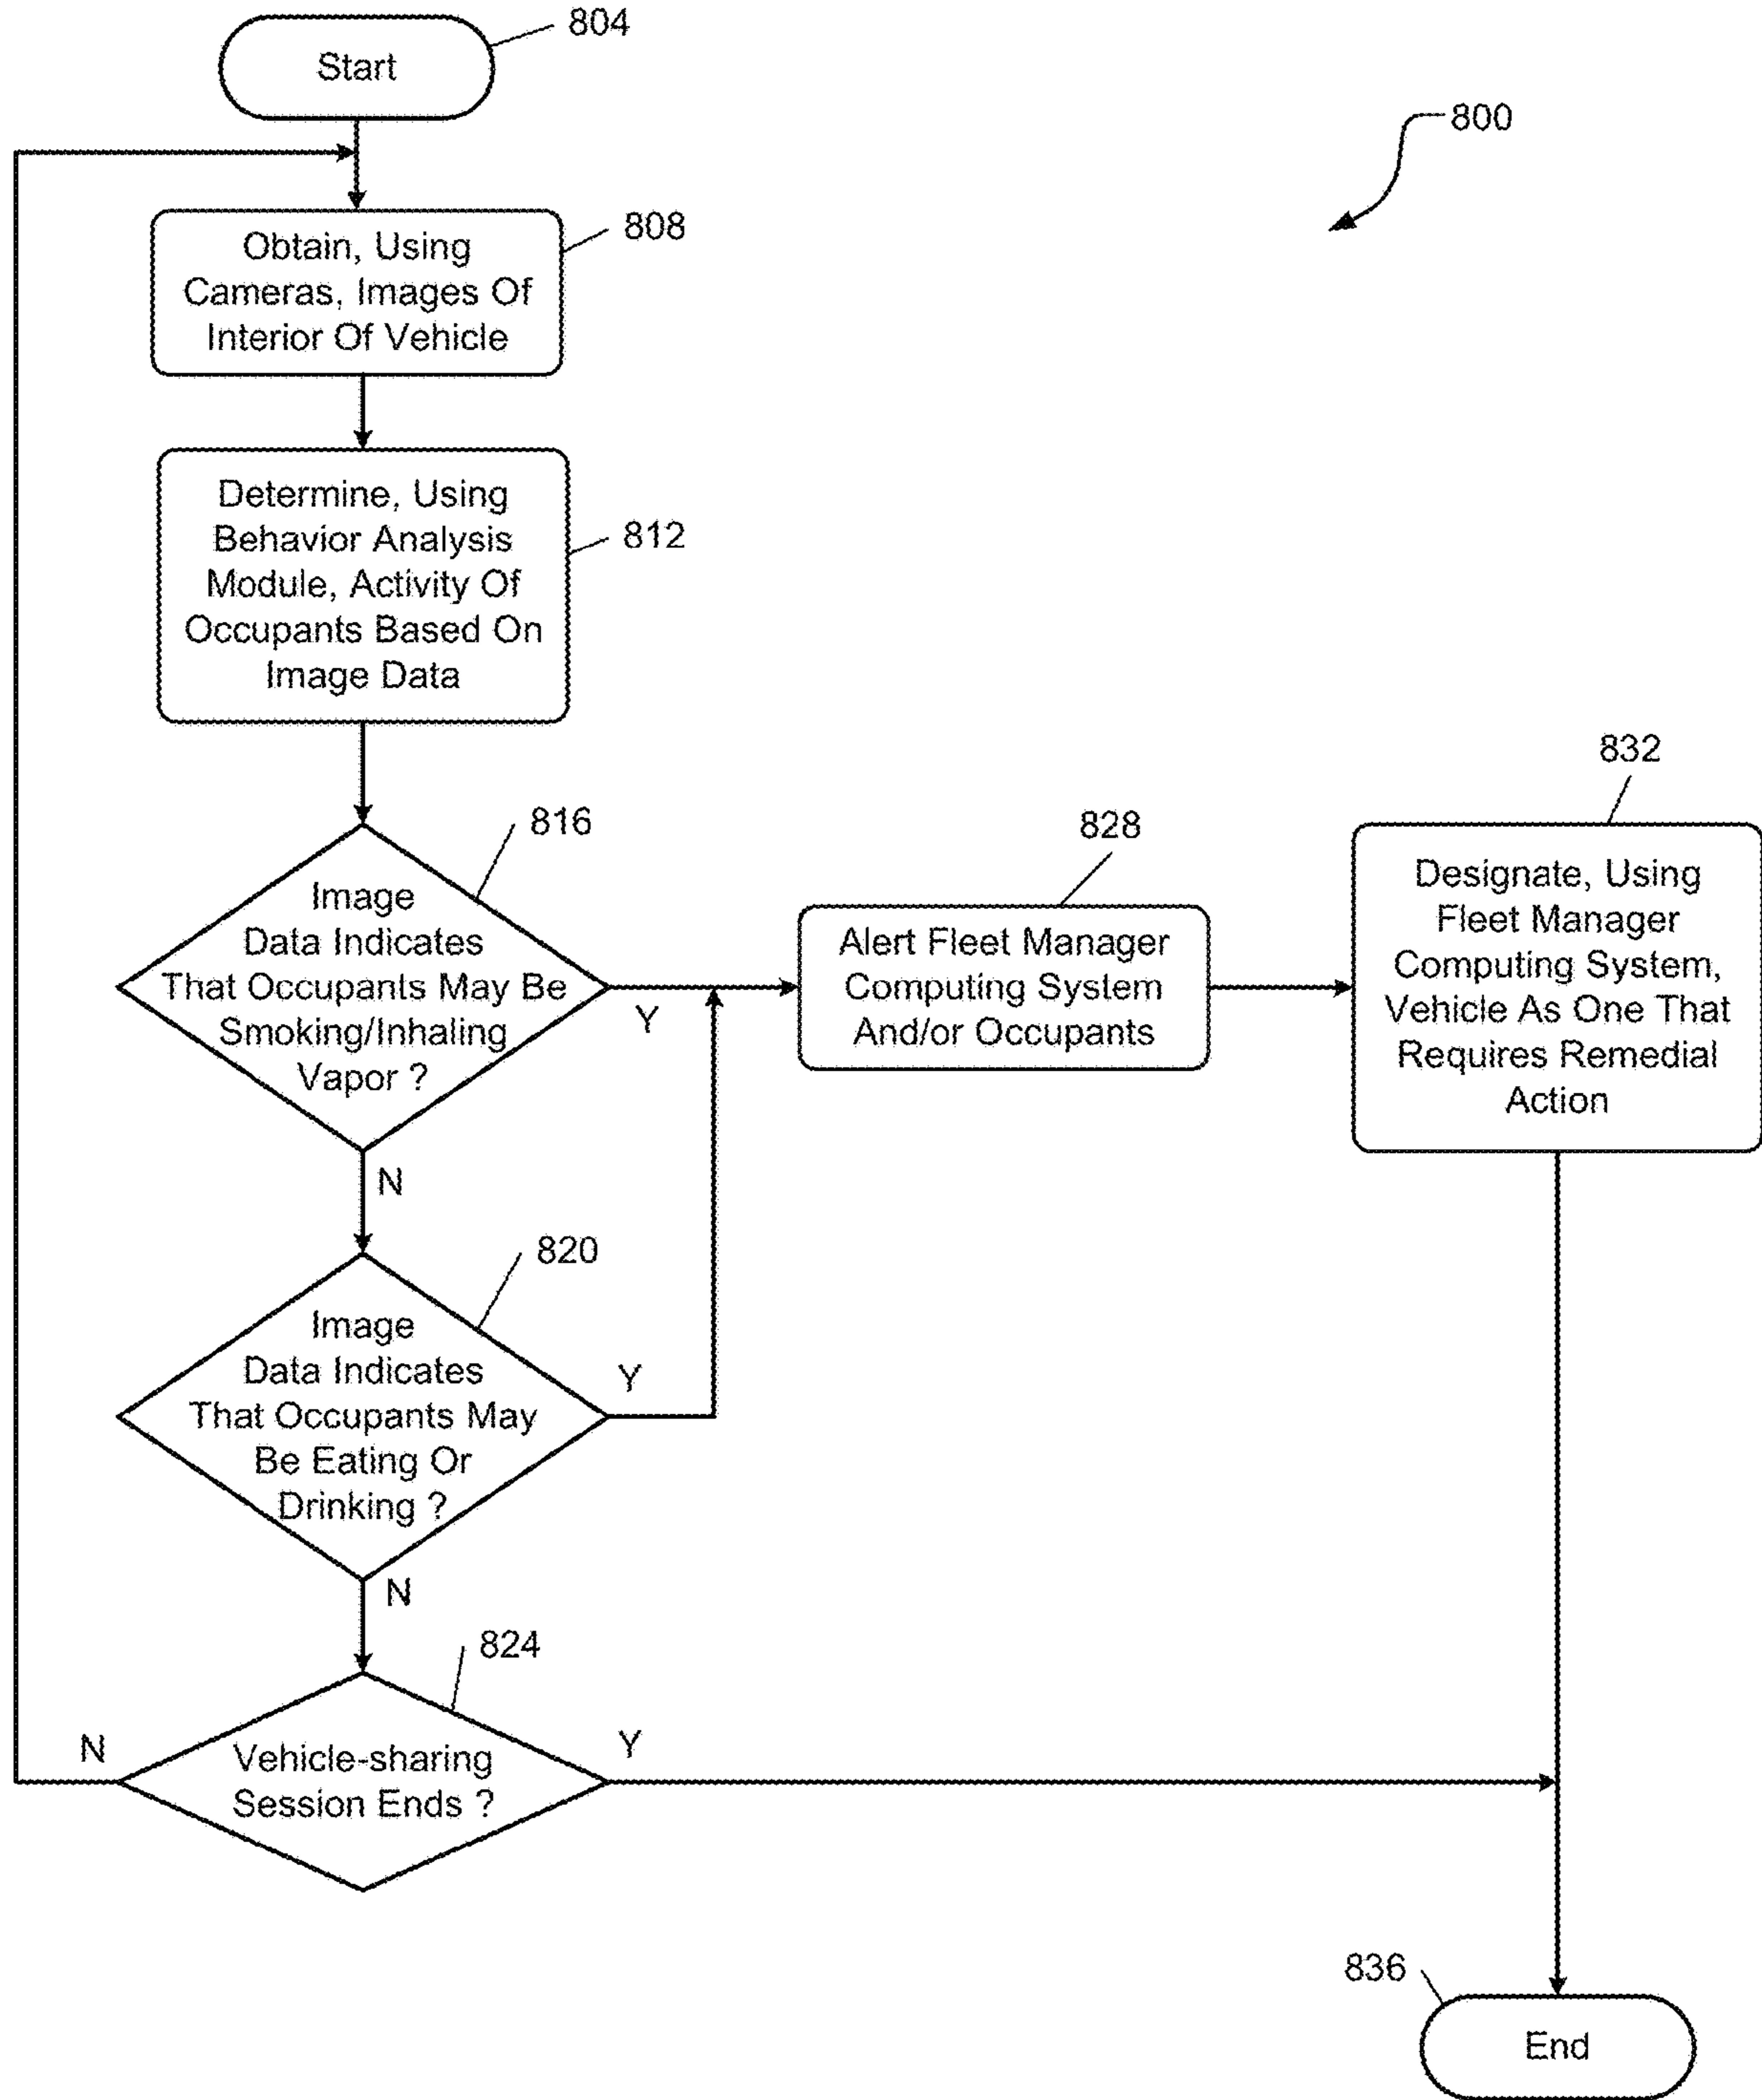 Start
804
800
Obtain, Using
Cameras, Images Of
Interior Of Vehicle
808
Determine, Using
Behavior Analysis
Module, Activity Of
Occupants Based On
Image Data
812
Image
Data Indicates
That Occupants May Be
Smoking/Inhaling
Vapor ?
816
Y
N
828
Alert Fleet Manager
Computing System
And/or Occupants
832
Designate, Using
Fleet Manager
Computing System,
Vehicle As One That
Requires Remedial
Action
820
Image
Data Indicates
That Occupants May
Be Eating Or
Drinking ?
Y
N
824
Vehicle-sharing
Session Ends ?
N
Y
836
End